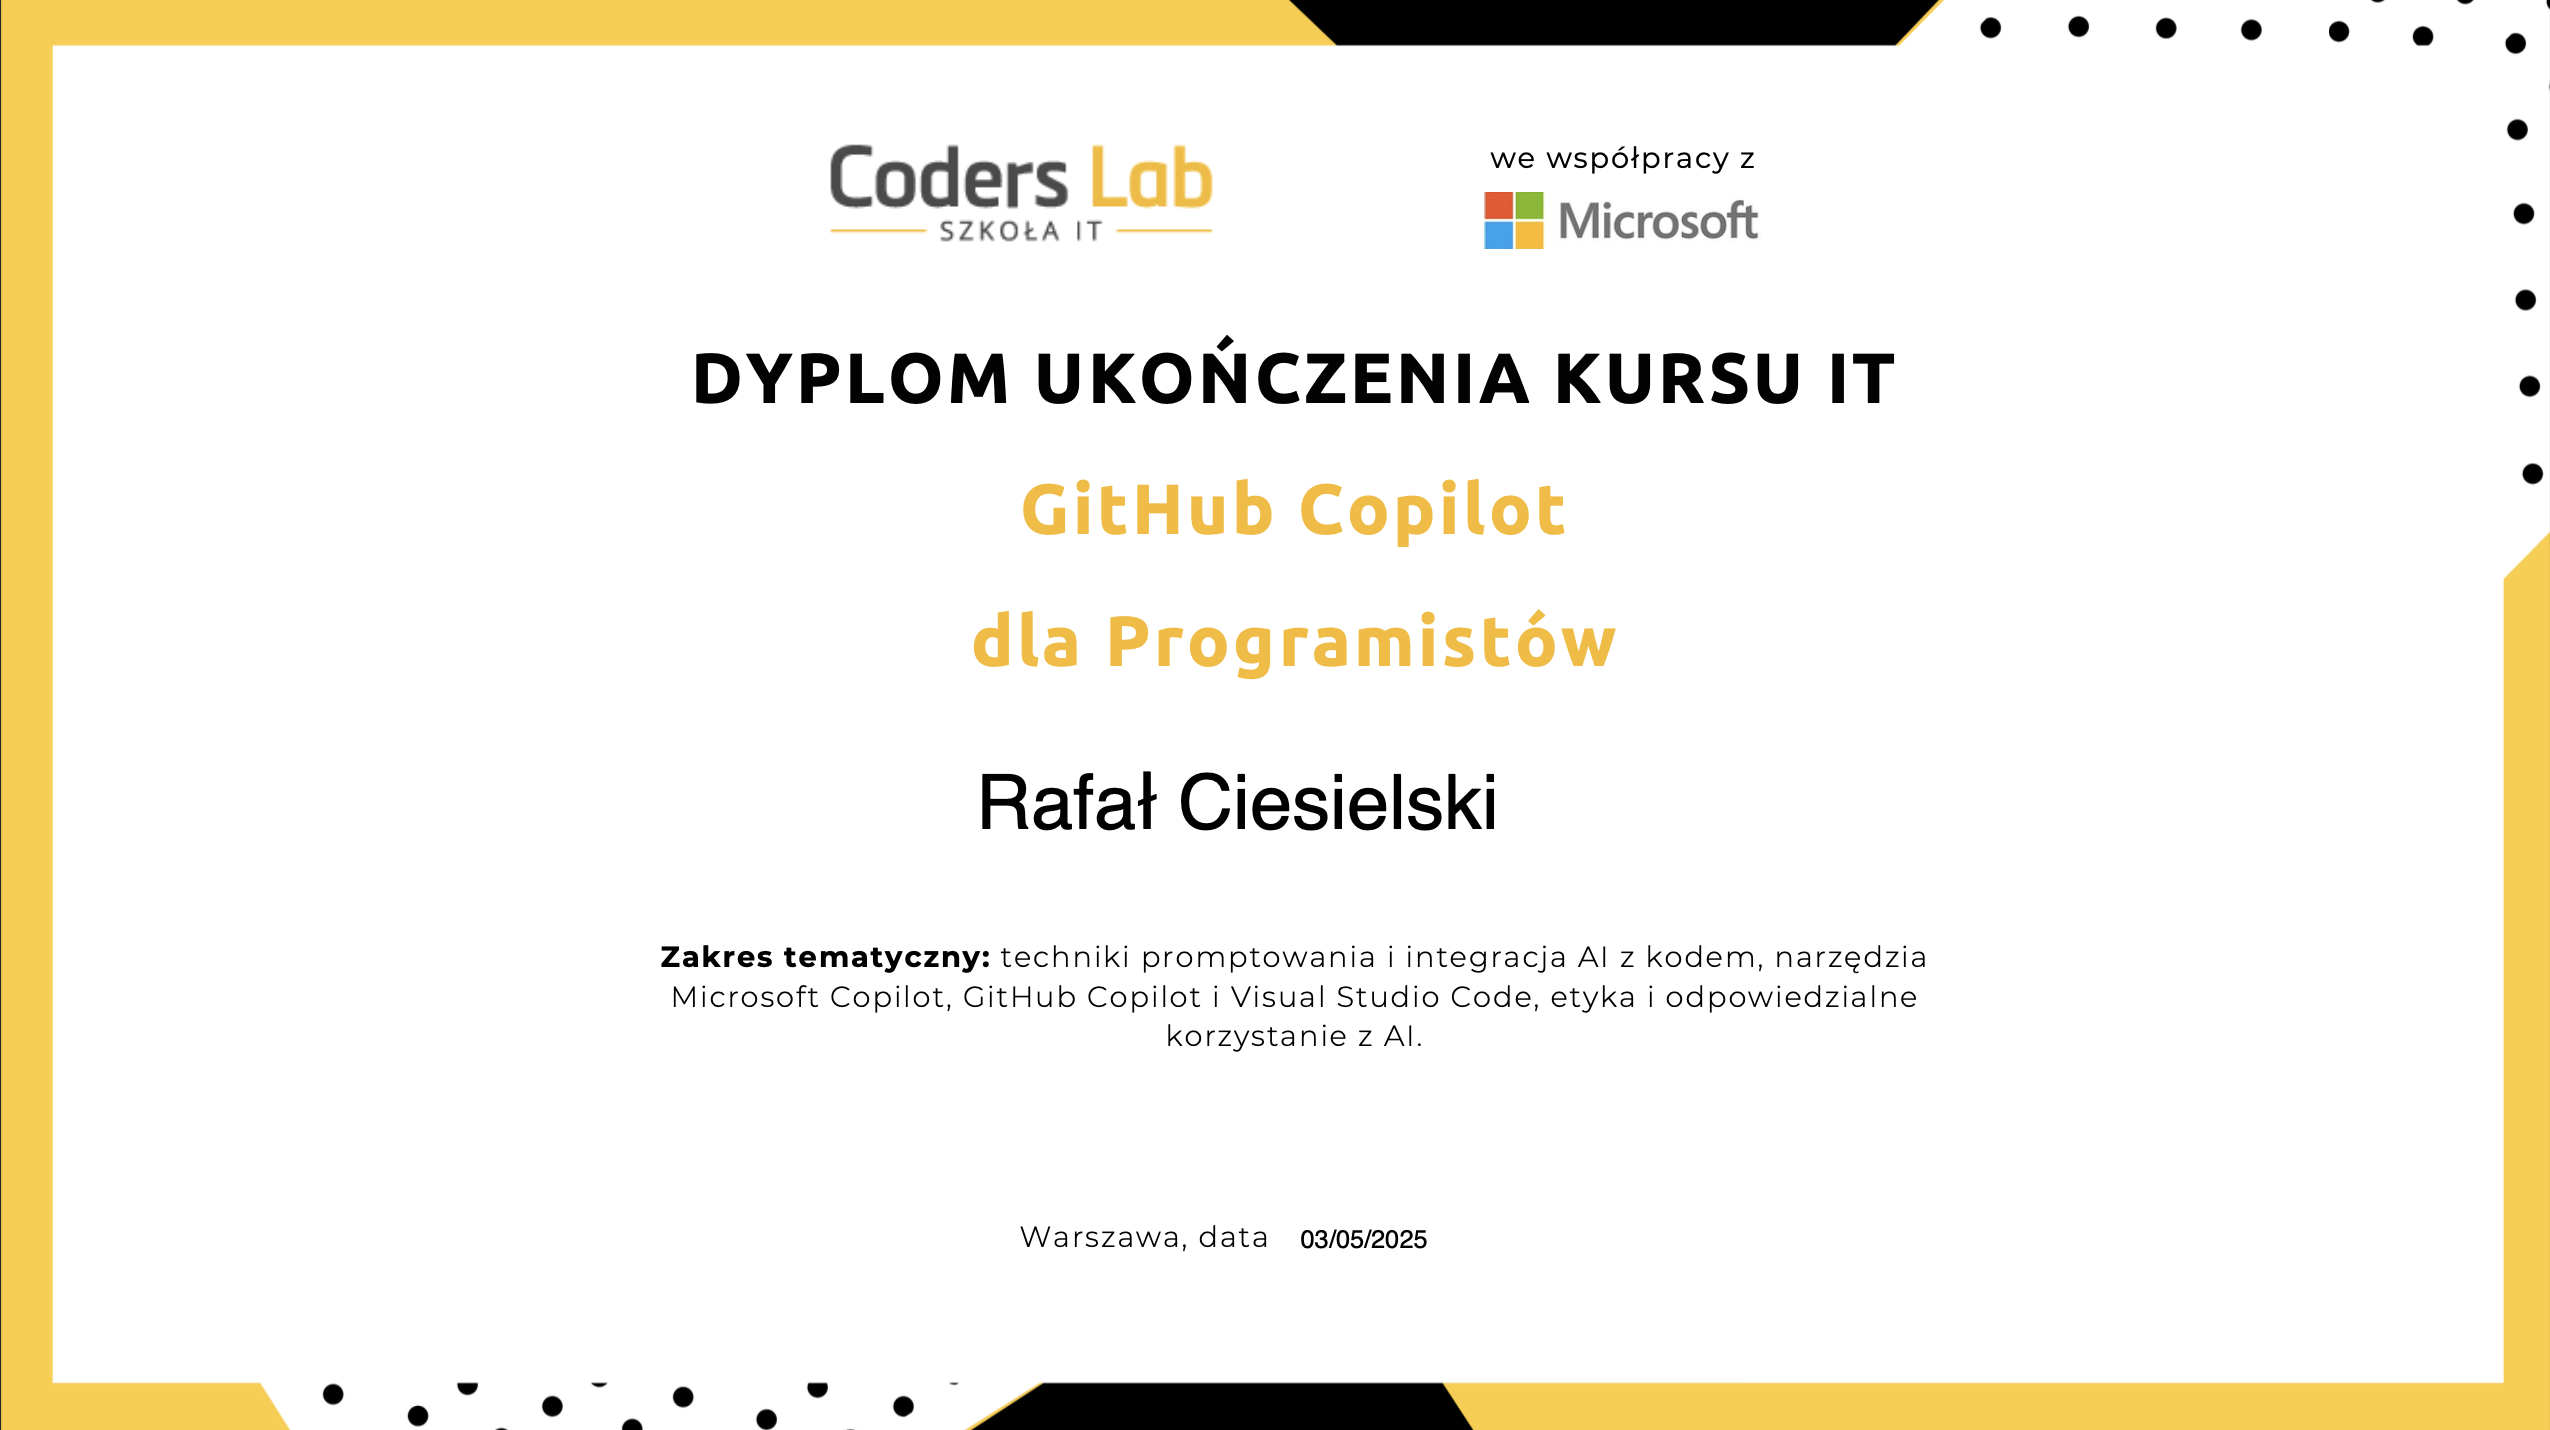 Coders Lab
SZKOŁA IT
we współpracy z
Microsoft
DYPLOM UKOŃCZENIA KURSU IT
GitHub Copilot
dla Programistów
Rafał Ciesielski
Zakres tematyczny: techniki promptowania i integracja AI z kodem, narzędzia
Microsoft Copilot, GitHub Copilot i Visual Studio Code, etyka i odpowiedzialne
korzystanie z AI.
Warszawa, data 03/05/2025